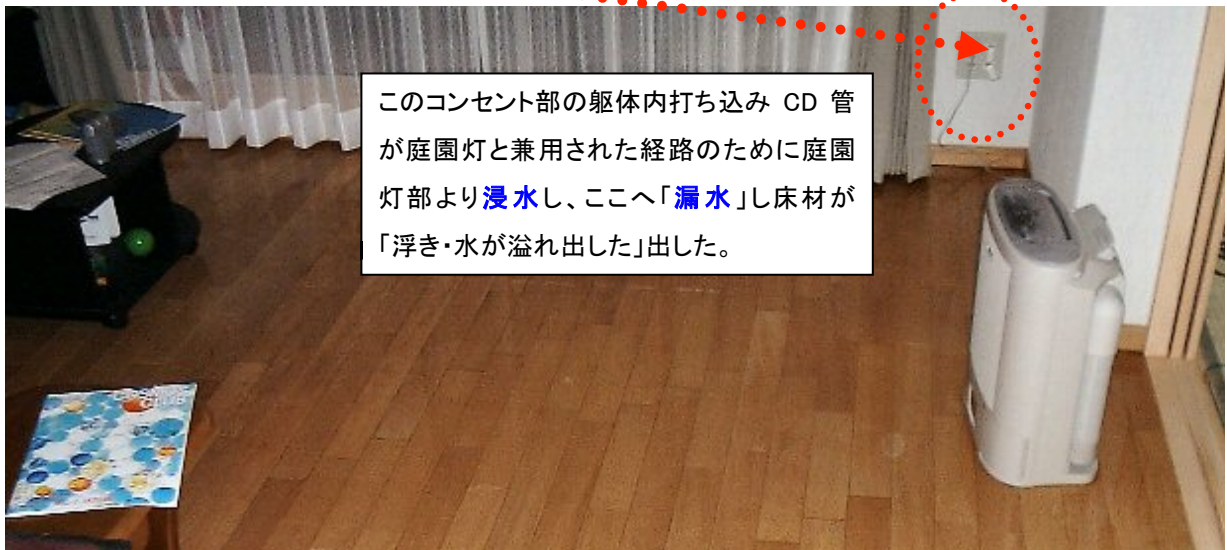 このコンセント部の躯体内打ち込み CD 管
が庭園灯と兼用された経路のために庭園
灯部より浸水し、ここへ「漏水」し床材が
「浮き・水が溢れ出した」出した。